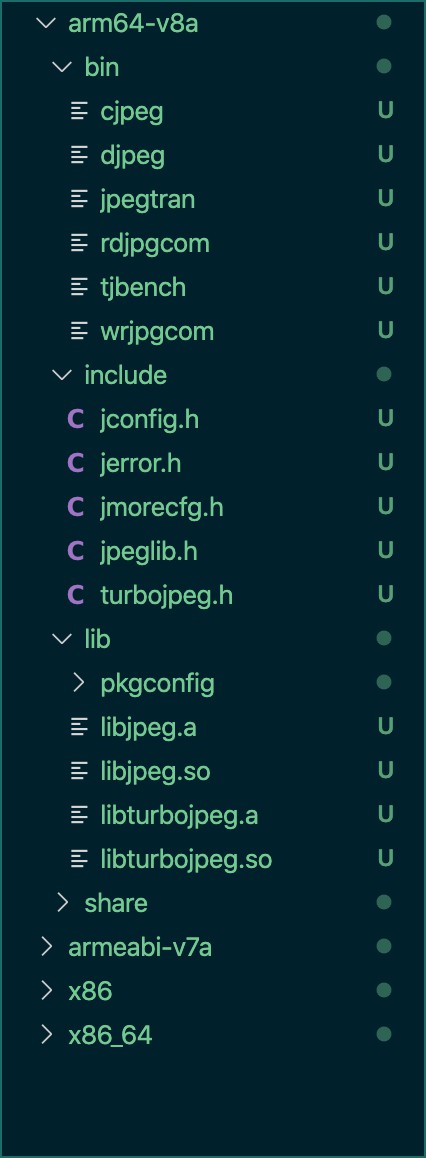 arm64-v8a
bin
cjpeg U
djpeg U
jpegtran U
rdjpgcom U
tjbench U
wrjpgcom U
include
C jconfig.h U
C jerror.h U
C jmorecfg.h U
C jpeglib.h U
C turbojpeg.h U
lib
pkgconfig
libjpeg.a U
libjpeg.so U
libturbojpeg.a U
libturbojpeg.so U
share
armeabi-v7a
x86
x86_64